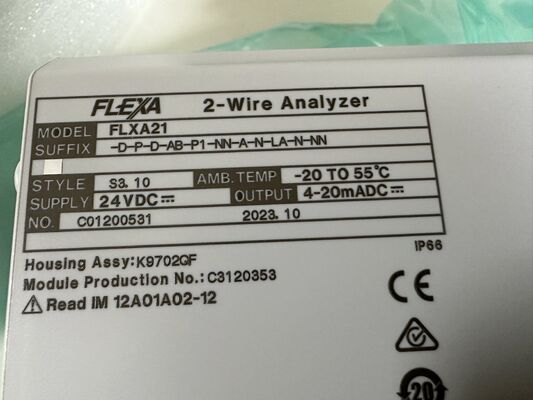 FLEXA 2-Wire Analyzer
MODEL FLXA21
SUFFIX -D-P-D-AB-P1-NN-A-N-LA-N-NN
STYLE S3.10 AMB.TEMP -20 TO 55℃
SUPPLY 24VDC⎓ OUTPUT 4-20mADC⎓
NO. C01200531 2023.10
IP66
Housing Assy:K9702QF
Module Production No.:C3120353
⚠ Read IM 12A01A02-12
CE
20